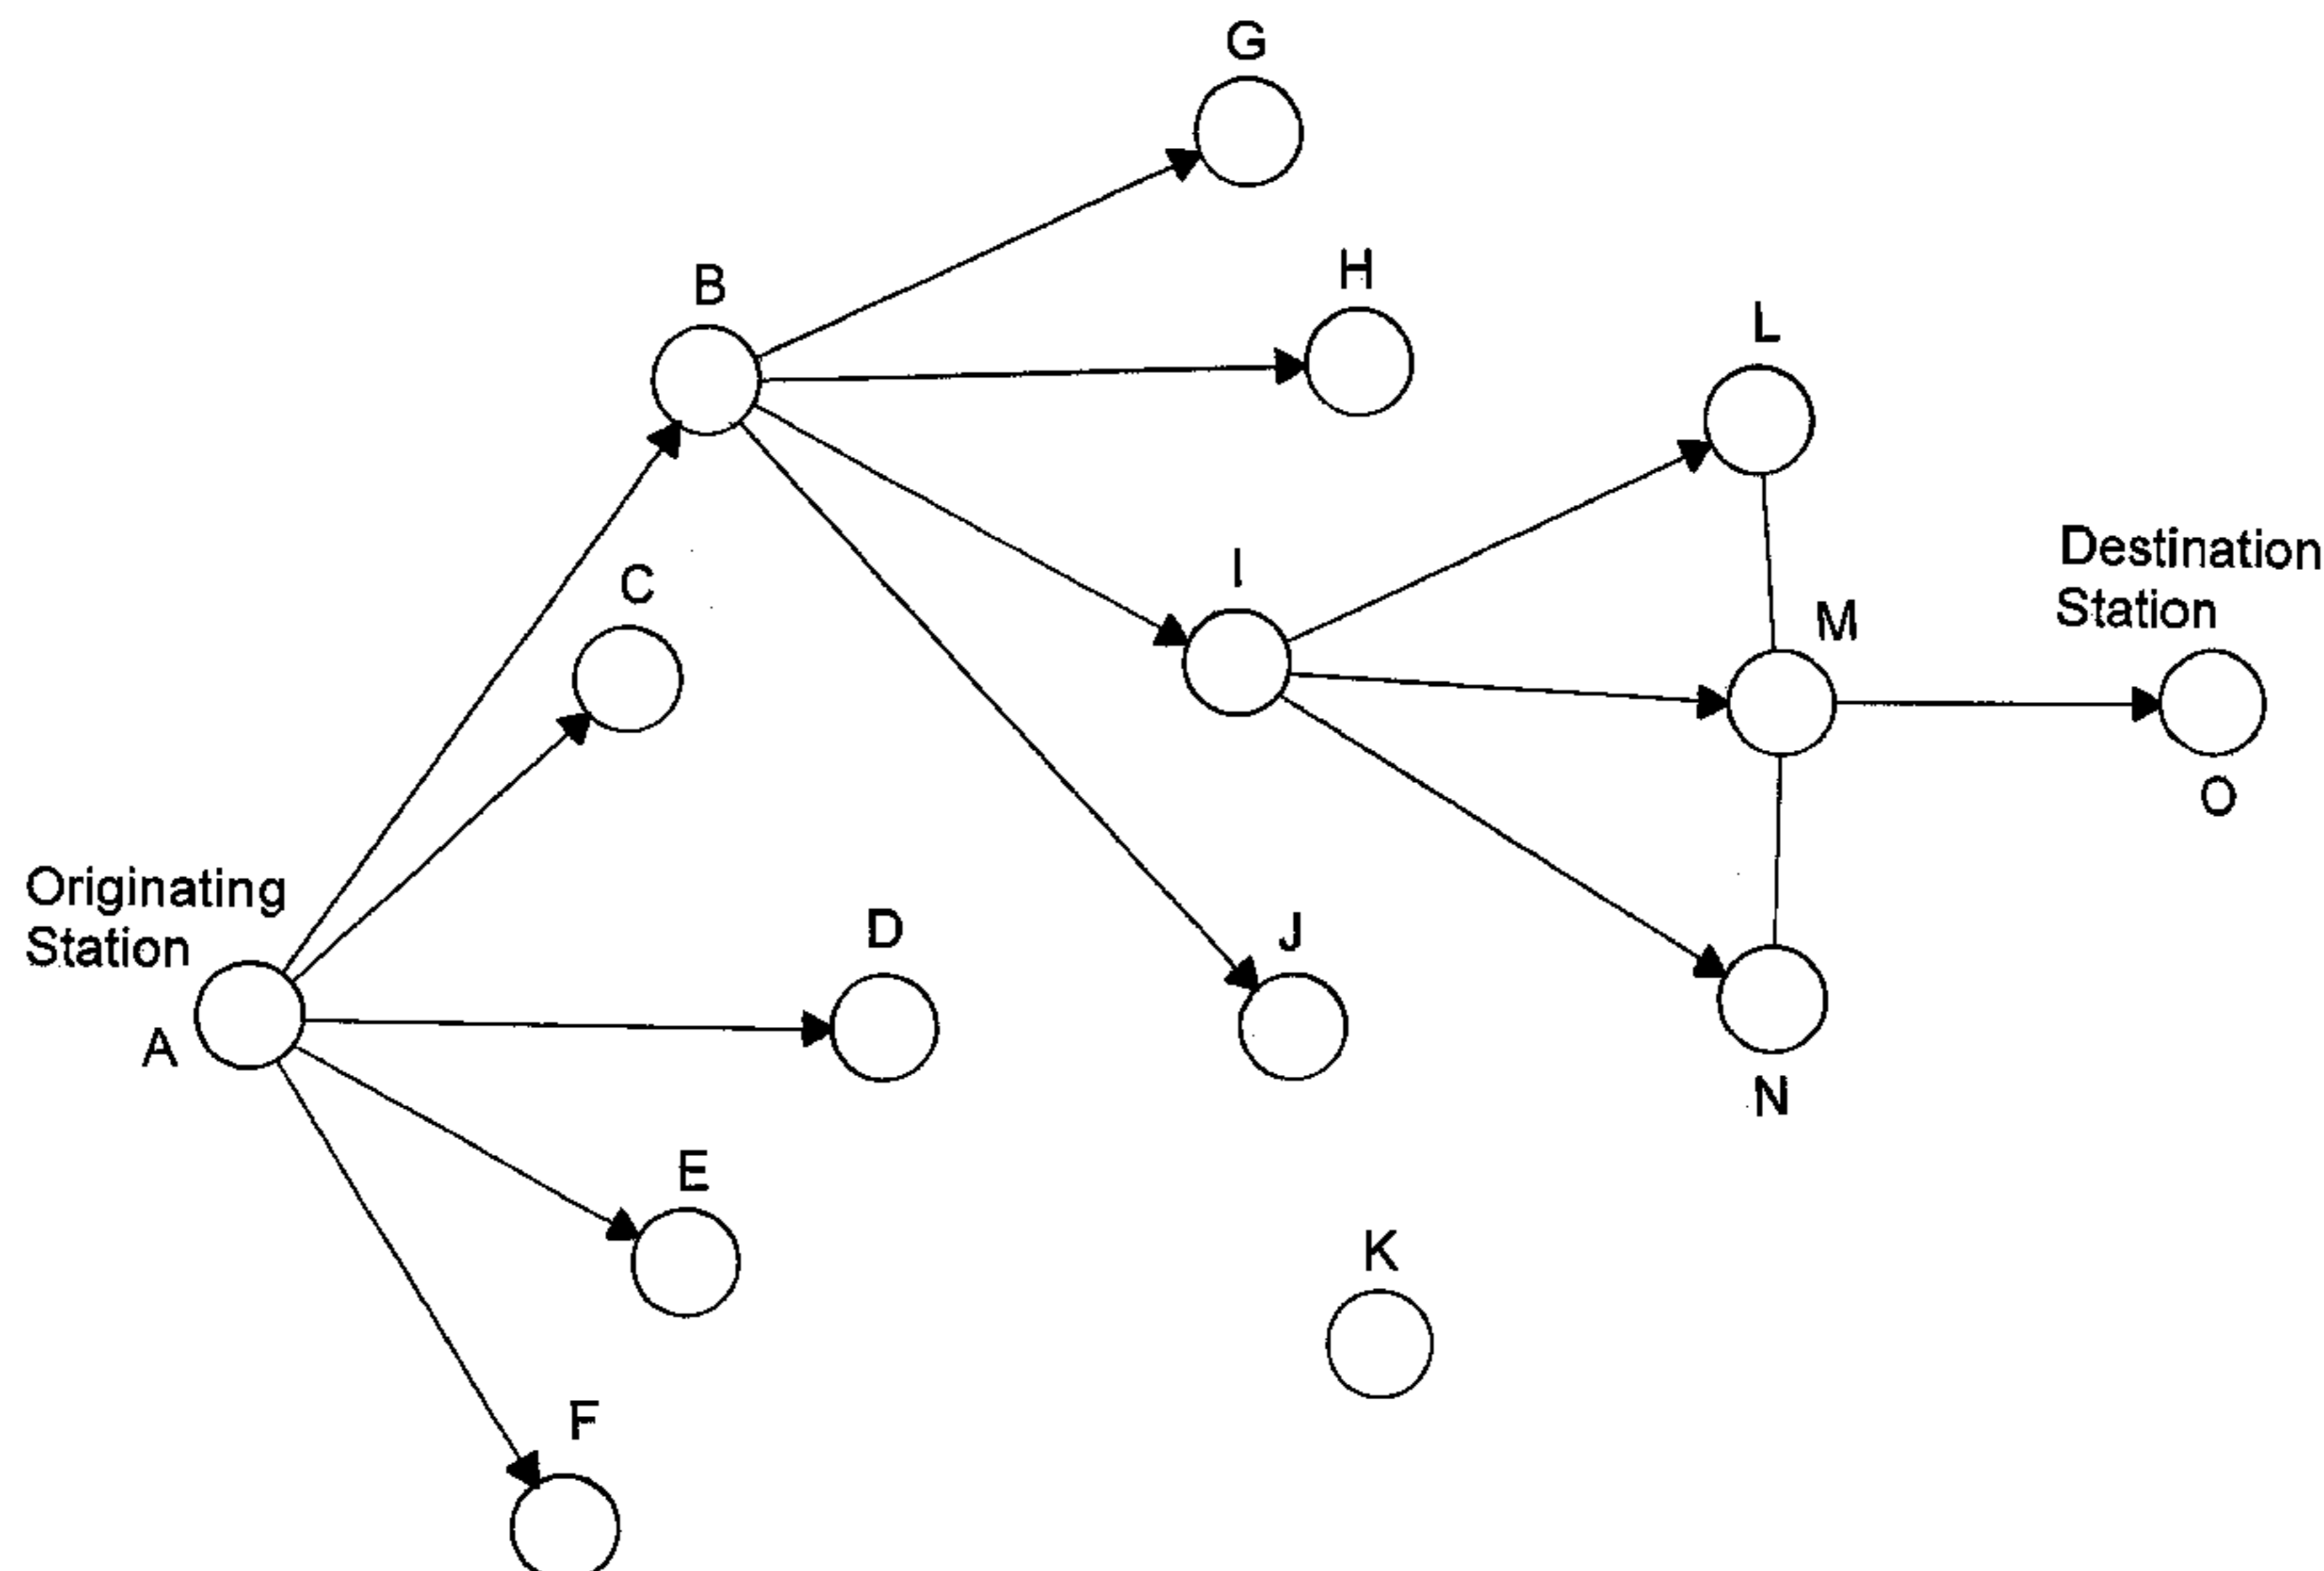 G
B
H
L
C
I
Destination
Station
M
O
Originating
Station
A
D
J
E
N
K
F